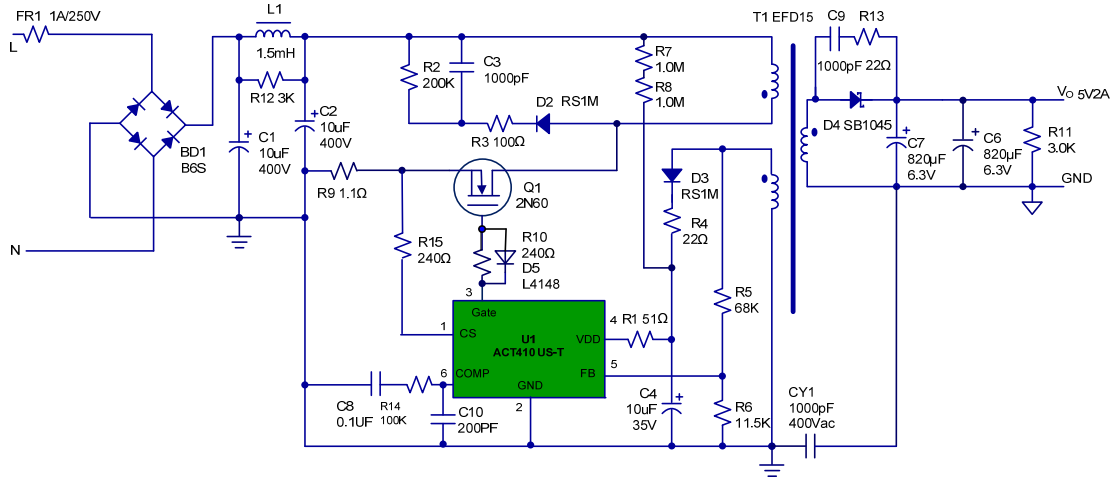 FR1 1A/250V
L
L1
1.5mH
R12 3K
C1
10uF
400V
C2
10uF
400V
BD1
B6S
N
R2
200K
C3
1000pF
R3 100Ω
D2 RS1M
R7
1.0M
R8
1.0M
T1 EFD15
C9 R13
1000pF 22Ω
D4 SB1045
VO 5V2A
C7
820µF
6.3V
C6
820µF
6.3V
R11
3.0K
GND
R9 1.1Ω
Q1
2N60
R15
240Ω
R10
240Ω
D5
L4148
D3
RS1M
R4
22Ω
R5
68K
3
Gate
1
CS
U1
ACT410 US-T
4
VDD
R1 51Ω
5
FB
6
COMP
GND
2
C8
0.1UF
R14
100K
C10
200PF
C4
10uF
35V
R6
11.5K
CY1
1000pF
400Vac